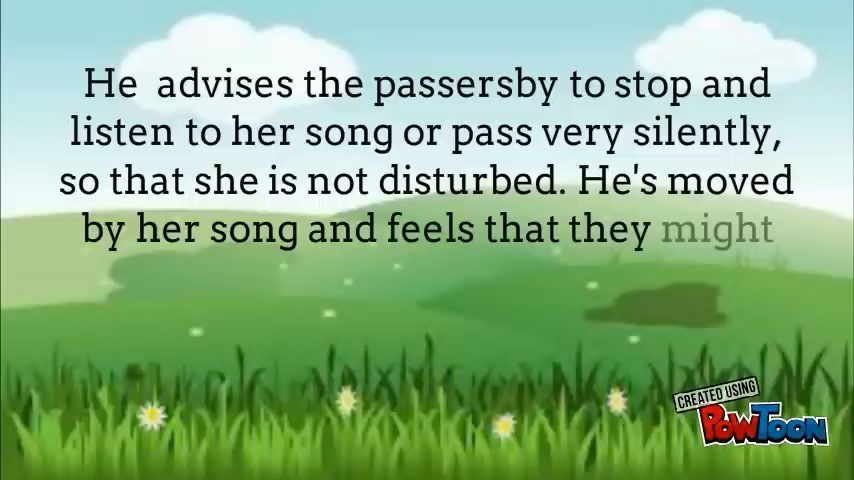 He  advises the passersby to stop and
listen to her song or pass very silently,
so that she is not disturbed. He's moved
by her song and feels that they might
CREATED USING
POWTOON